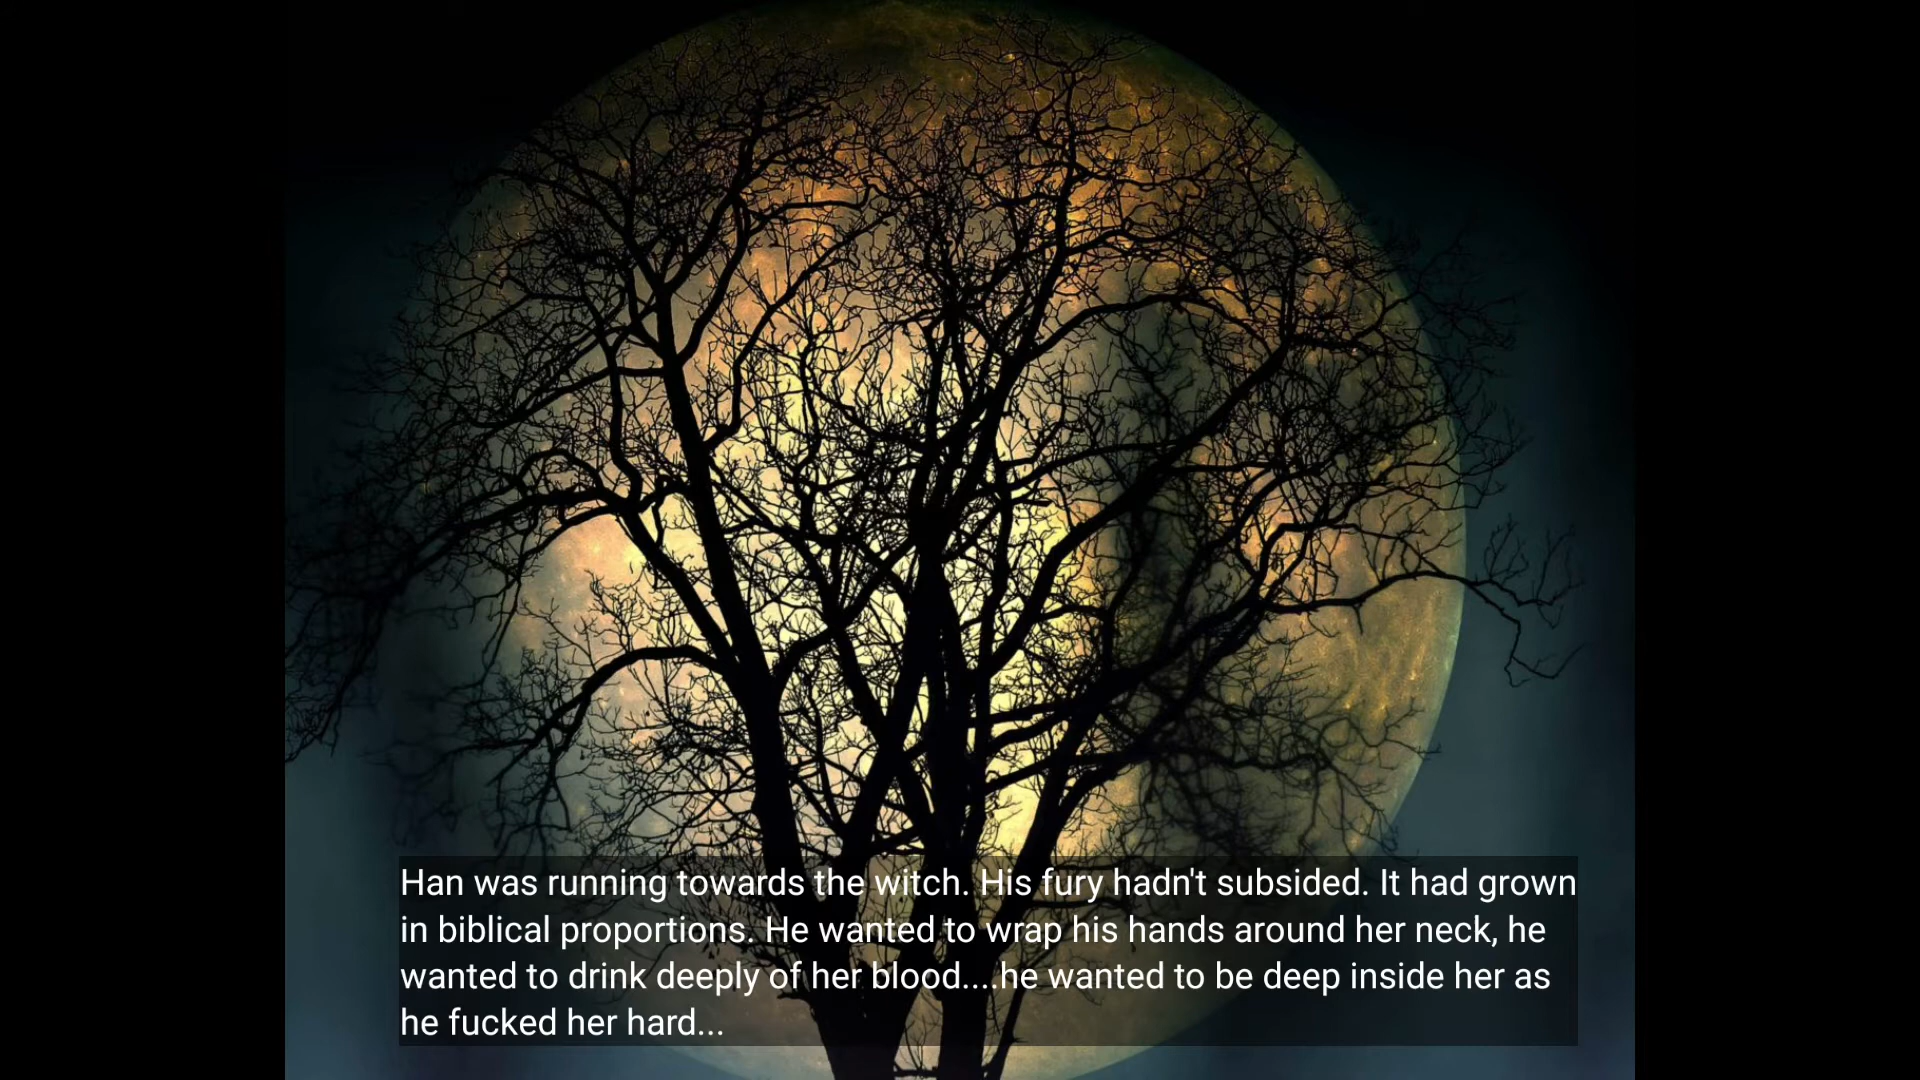 Han was running towards the witch. His fury hadn't subsided. It had grown
in biblical proportions. He wanted to wrap his hands around her neck, he
wanted to drink deeply of her blood....he wanted to be deep inside her as
he fucked her hard...